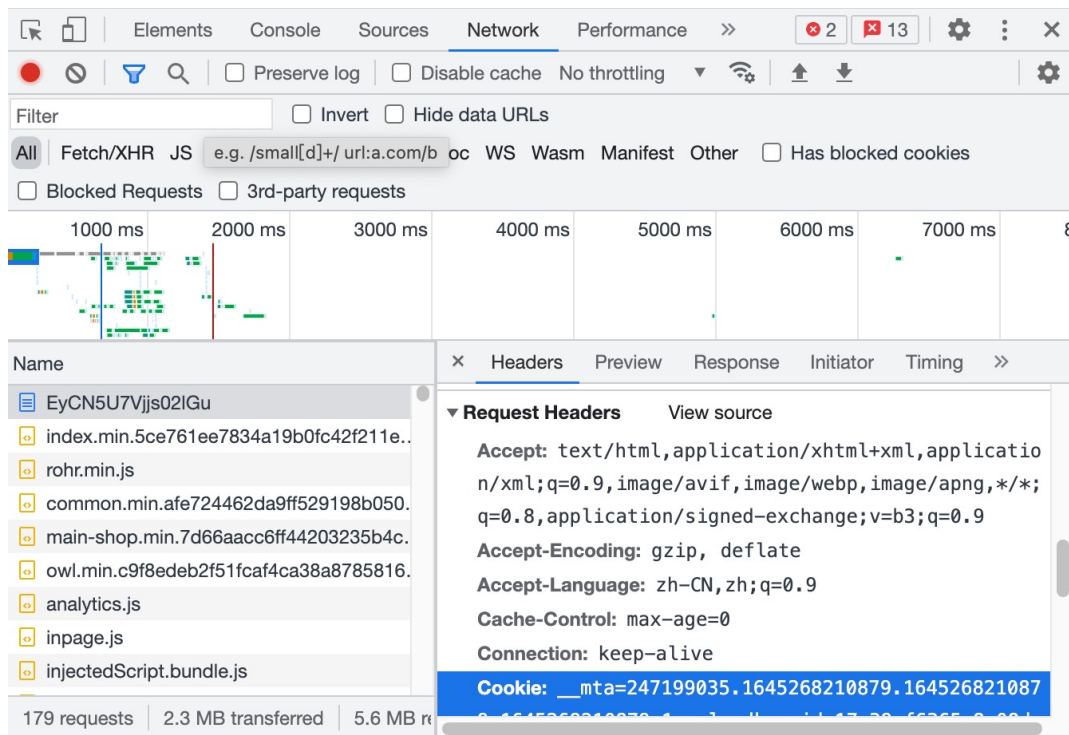 Elements Console Sources Network Performance » 2 13
Preserve log Disable cache No throttling
Filter Invert Hide data URLs
All Fetch/XHR JS e.g. /small[d]+/ url:a.com/b oc WS Wasm Manifest Other Has blocked cookies
Blocked Requests 3rd-party requests
1000 ms 2000 ms 3000 ms 4000 ms 5000 ms 6000 ms 7000 ms 8
Name
EyCN5U7Vjjs02lGu
index.min.5ce761ee7834a19b0fc42f211e..
rohr.min.js
common.min.afe724462da9ff529198b050.
main-shop.min.7d66aacc6ff44203235b4c.
owl.min.c9f8edeb2f51fcaf4ca38a8785816.
analytics.js
inpage.js
injectedScript.bundle.js
179 requests 2.3 MB transferred 5.6 MB
× Headers Preview Response Initiator Timing »
Request Headers View source
Accept: text/html,application/xhtml+xml,applicatio
n/xml;q=0.9,image/avif,image/webp,image/apng,*/*;
q=0.8,application/signed-exchange;v=b3;q=0.9
Accept-Encoding: gzip, deflate
Accept-Language: zh-CN,zh;q=0.9
Cache-Control: max-age=0
Connection: keep-alive
Cookie: __mta=247199035.1645268210879.164526821087